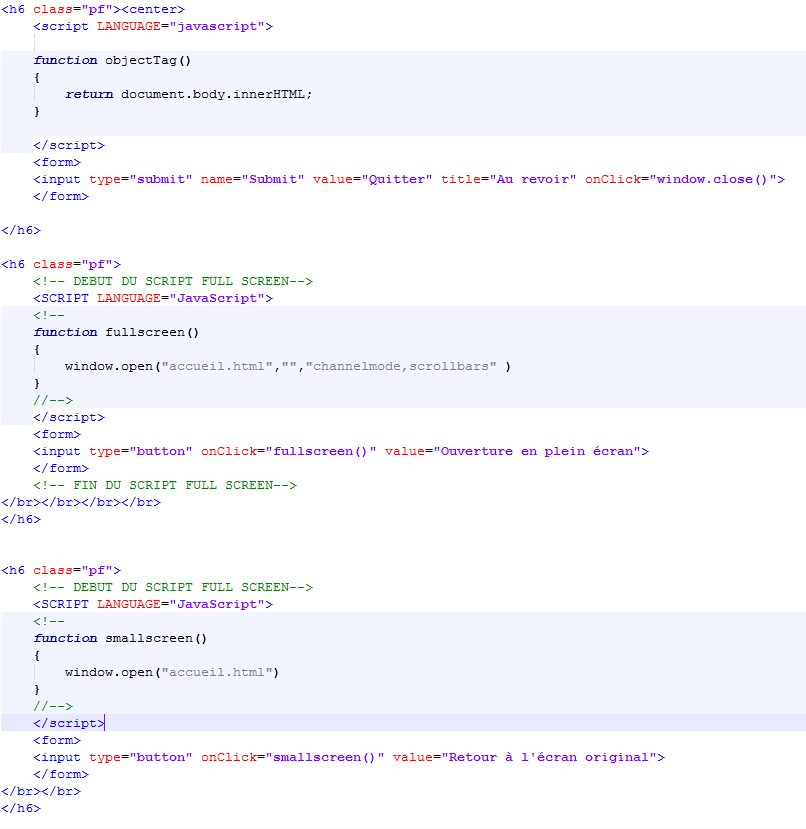 <h6 class="pf"><center>
<script LANGUAGE="javascript">
function objectTag()
{
return document.body.innerHTML;
}
</script>
<form>
<input type="submit" name="Submit" value="Quitter" title="Au revoir" onClick="window.close()">
</form>
</h6>
<h6 class="pf">
<!-- DEBUT DU SCRIPT FULL SCREEN-->
<SCRIPT LANGUAGE="JavaScript">
<!--
function fullscreen()
{
window.open("accueil.html","","channelmode,scrollbars" )
}
//-->
</script>
<form>
<input type="button" onClick="fullscreen()" value="Ouverture en plein écran">
</form>
<!-- FIN DU SCRIPT FULL SCREEN-->
</br></br></br></br>
</h6>
<h6 class="pf">
<!-- DEBUT DU SCRIPT FULL SCREEN-->
<SCRIPT LANGUAGE="JavaScript">
<!--
function smallscreen()
{
window.open("accueil.html")
}
//-->
</script>
<form>
<input type="button" onClick="smallscreen()" value="Retour à l'écran original">
</form>
</br></br>
</h6>